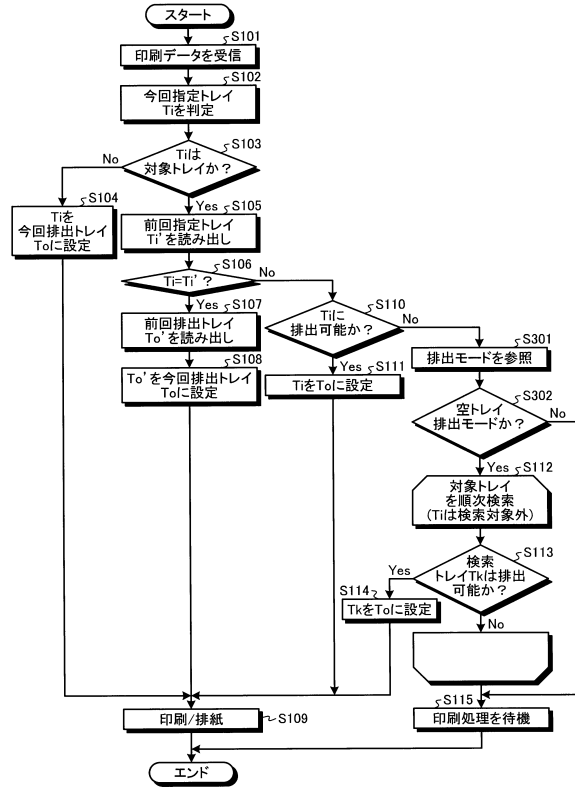 スタート
S101
印刷データを受信
S102
今回指定トレイ
Tiを判定
S103
Tiは
対象トレイか？
No
S104
Tiを
今回排出トレイ
Toに設定
Yes
S105
前回指定トレイ
Ti'を読み出し
S106
Ti=Ti'？
No
Yes
S107
前回排出トレイ
To'を読み出し
S108
To'を今回排出トレイ
Toに設定
S110
Tiに
排出可能か？
No
Yes
S111
TiをToに設定
S301
排出モードを参照
S302
空トレイ
排出モードか？
No
Yes
S112
対象トレイ
を順次検索
(Tiは検索対象外)
S113
検索
トレイTkは排出
可能か？
Yes
S114
TkをToに設定
No
S115
印刷処理を待機
印刷/排紙
S109
エンド